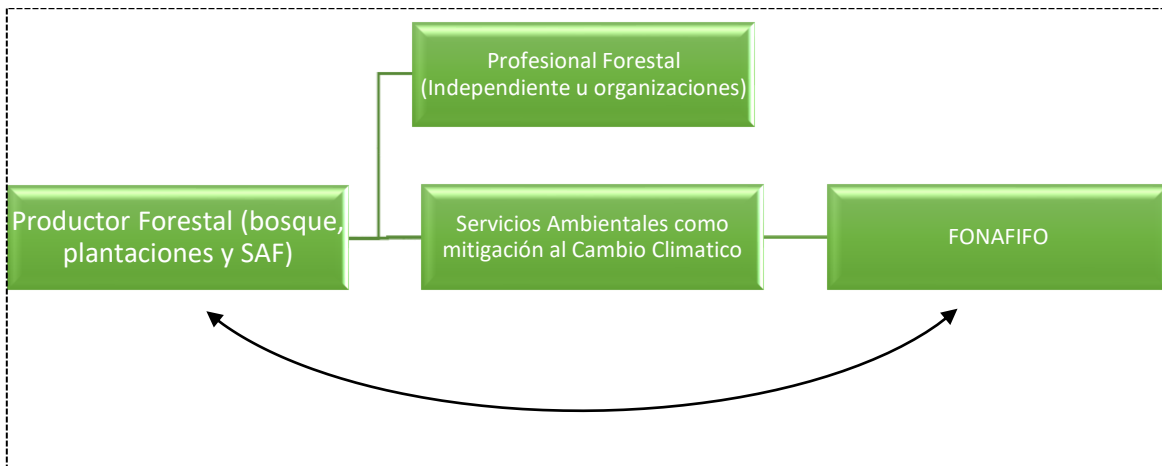 Profesional Forestal
(Independiente u organizaciones)
Productor Forestal (bosque,
plantaciones y SAF)
Servicios Ambientales como
mitigación al Cambio Climatico
FONAFIFO